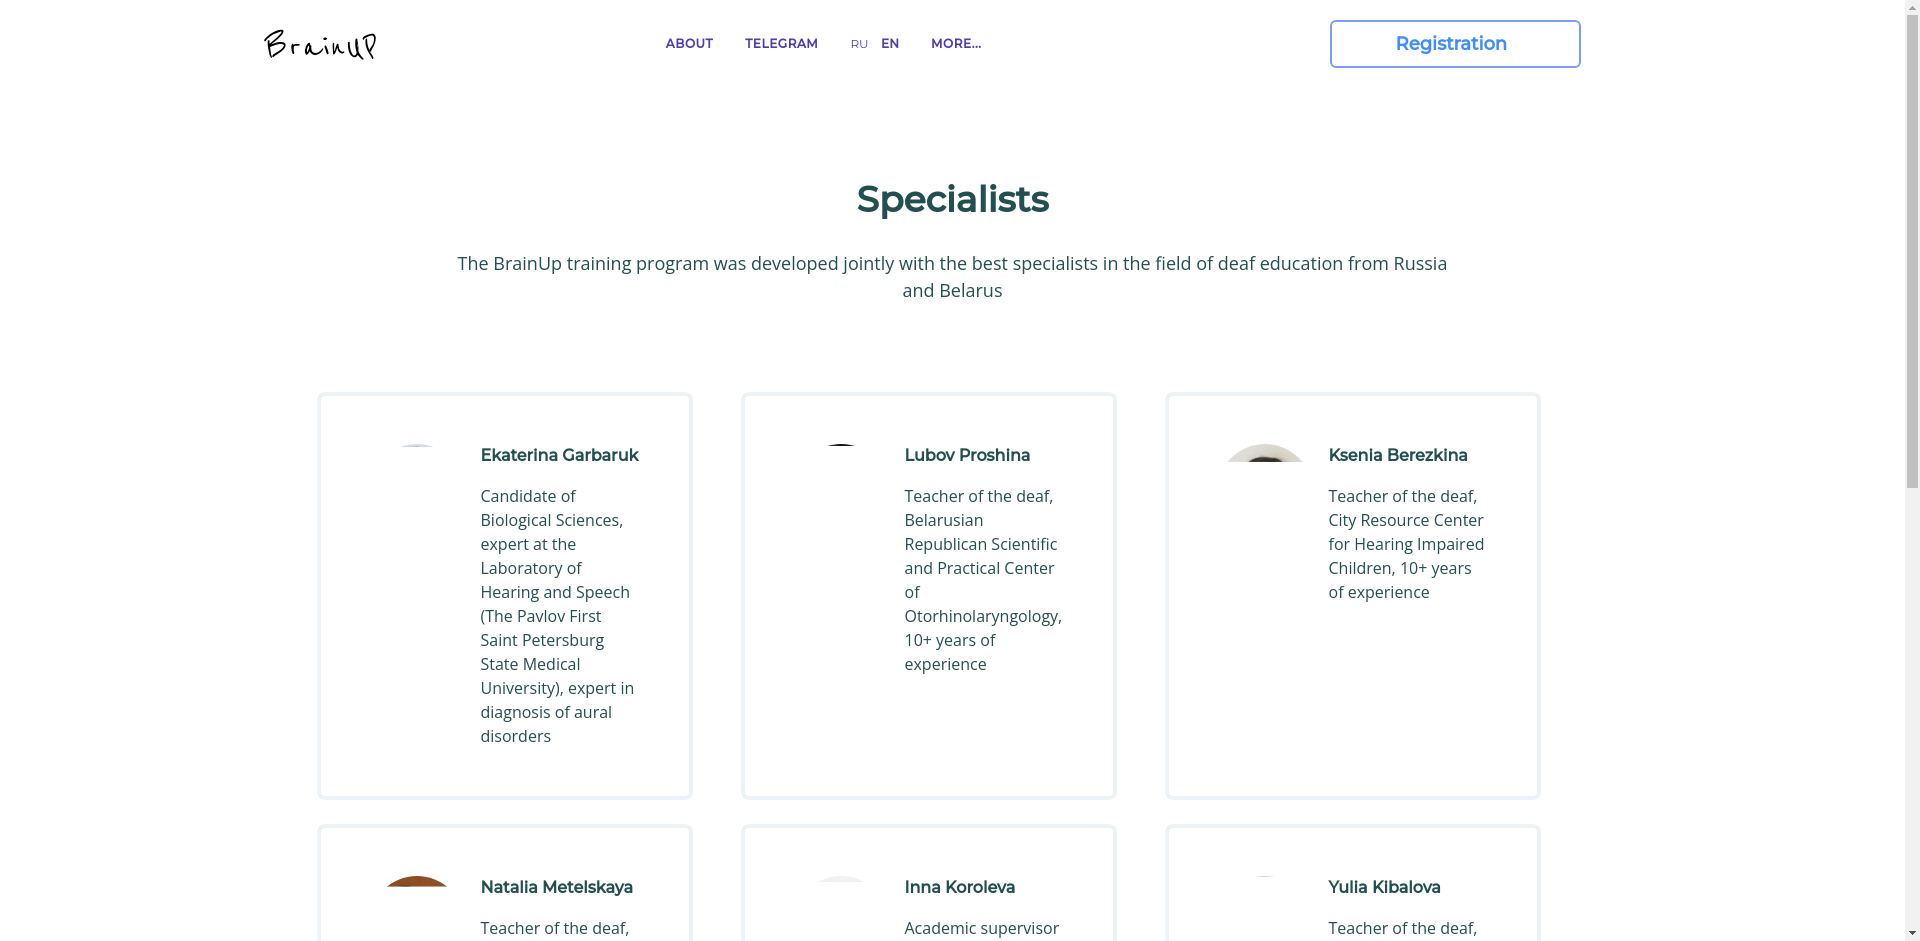 BrainUP
ABOUT
TELEGRAM
RU
EN
MORE...
Registration
Specialists
The BrainUp training program was developed jointly with the best specialists in the field of deaf education from Russia
and Belarus
Ekaterina Garbaruk
Candidate of
Biological Sciences,
expert at the
Laboratory of
Hearing and Speech
(The Pavlov First
Saint Petersburg
State Medical
University), expert in
diagnosis of aural
disorders
Lubov Proshina
Teacher of the deaf,
Belarusian
Republican Scientific
and Practical Center
of
Otorhinolaryngology,
10+ years of
experience
Ksenia Berezkina
Teacher of the deaf,
City Resource Center
for Hearing Impaired
Children, 10+ years
of experience
Natalia Metelskaya
Teacher of the deaf,
Inna Koroleva
Academic supervisor
Yulia Kibalova
Teacher of the deaf,